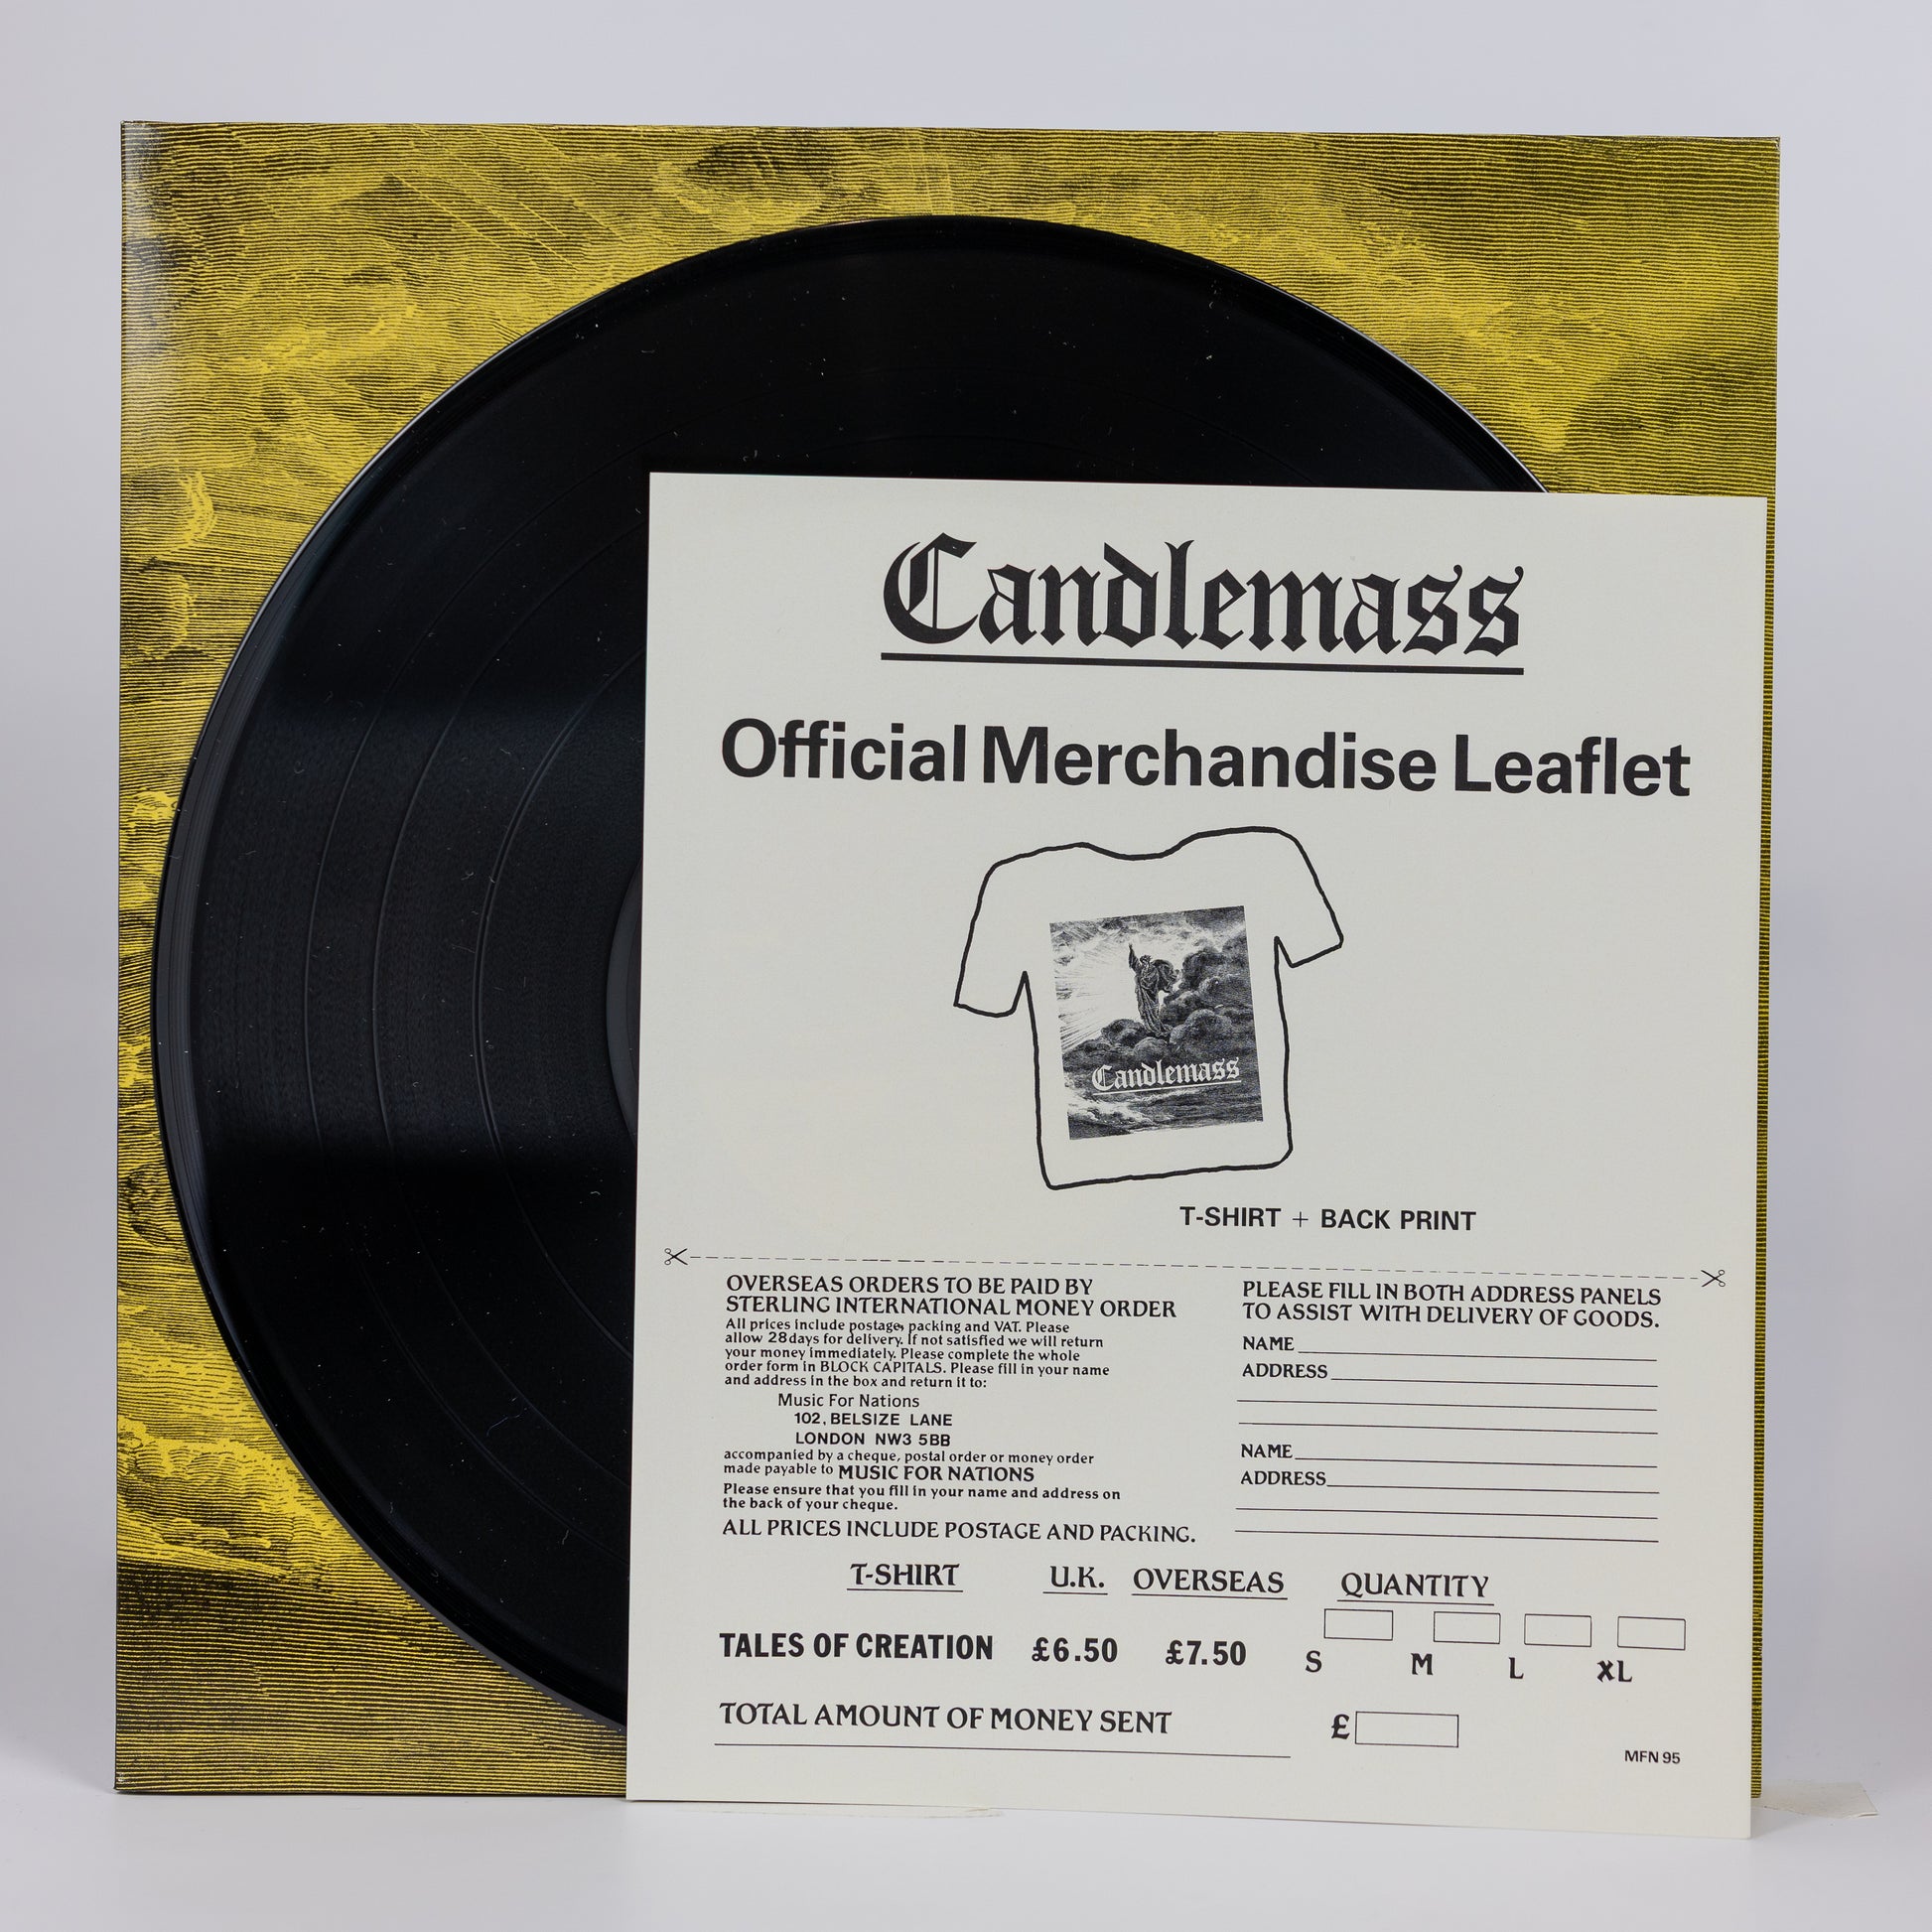 Candlemass
Official Merchandise Leaflet
Candlemass
T-SHIRT + BACK PRINT
OVERSEAS ORDERS TO BE PAID BY
STERLING INTERNATIONAL MONEY ORDER
All prices include postage, packing and VAT. Please
allow 28 days for delivery. If not satisfied we will return
your money immediately. Please complete the whole
order form in BLOCK CAPITALS. Please fill in your name
and address in the box and return it to:
Music For Nations
102, BELSIZE LANE
LONDON NW3 5BB
accompanied by a cheque, postal order or money order
made payable to MUSIC FOR NATIONS
Please ensure that you fill in your name and address on
the back of your cheque.
ALL PRICES INCLUDE POSTAGE AND PACKING.
PLEASE FILL IN BOTH ADDRESS PANELS
TO ASSIST WITH DELIVERY OF GOODS.
NAME
ADDRESS
NAME
ADDRESS
T-SHIRT U.K. OVERSEAS QUANTITY
TALES OF CREATION £6.50 £7.50
S M L XL
TOTAL AMOUNT OF MONEY SENT £
MFN 95